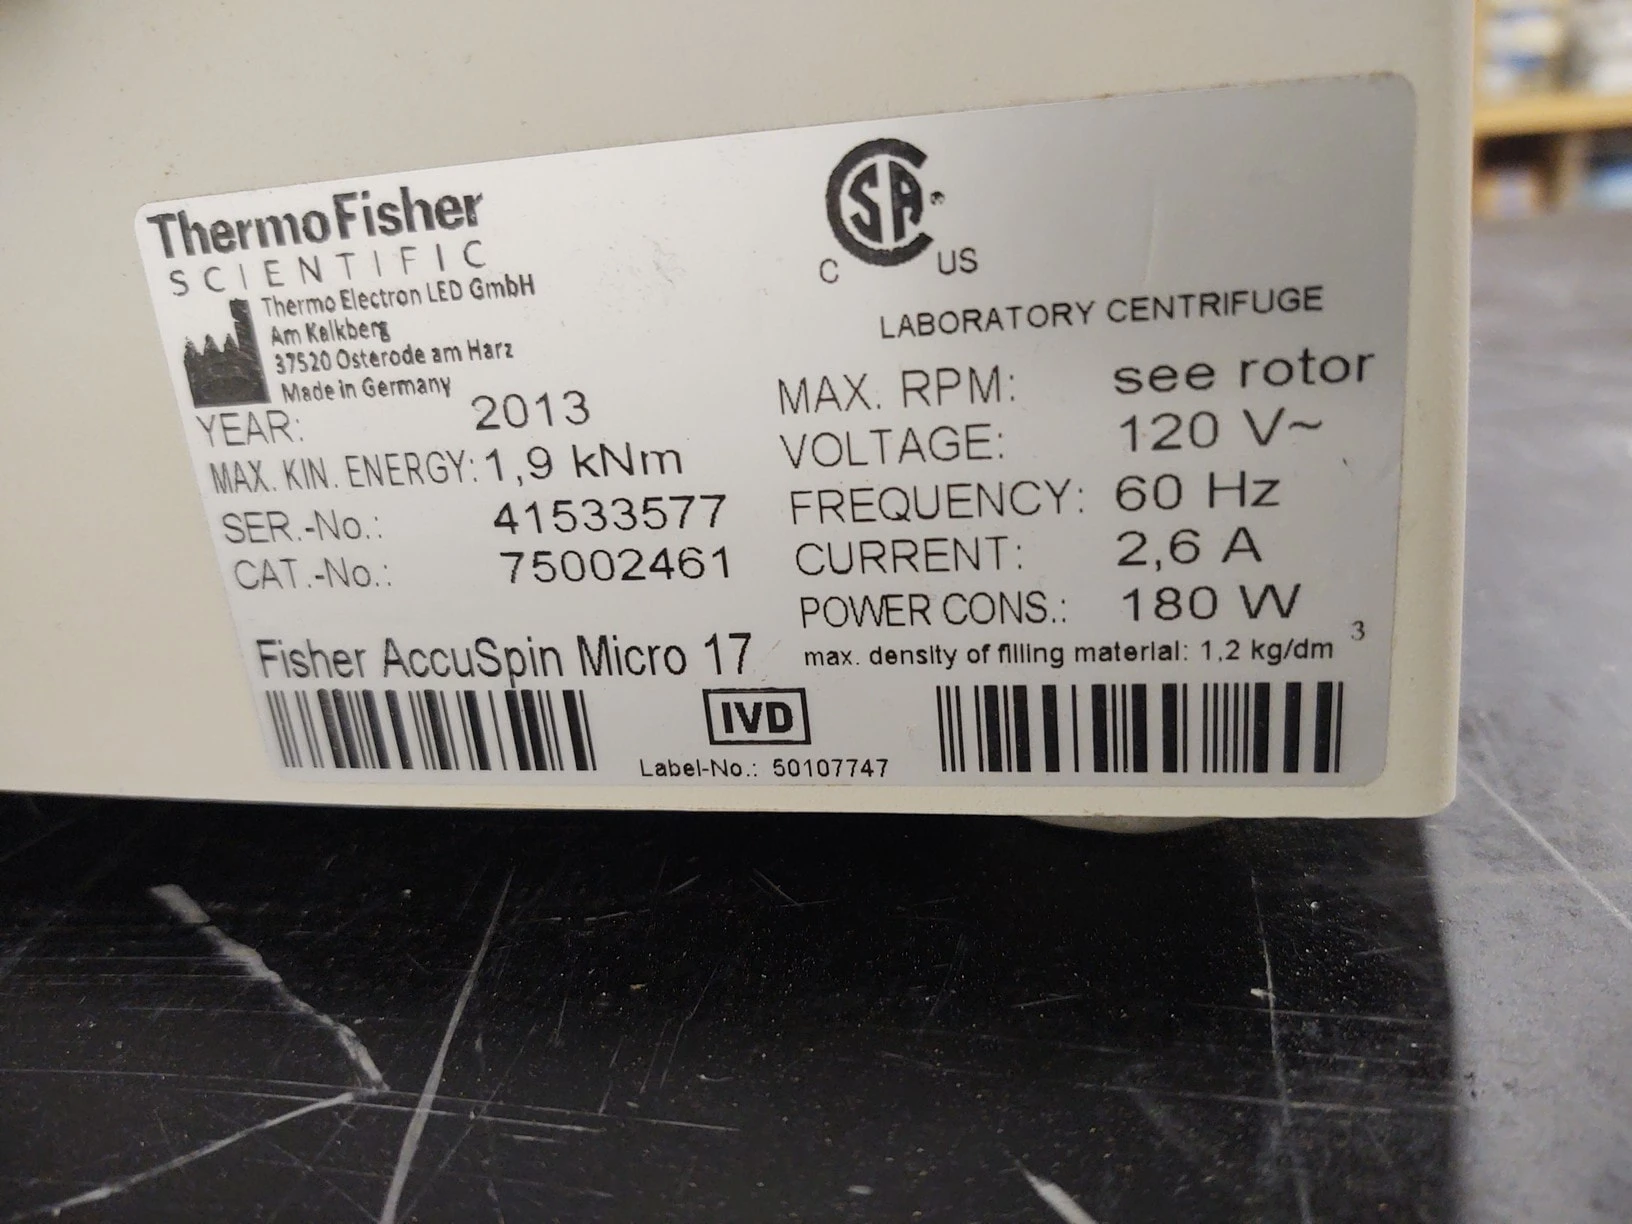 ThermoFisher
SCIENTIFIC
Thermo Electron LED GmbH
Am Kalkberg
37520 Osterode am Harz
Made in Germany
YEAR: 2013
MAX. KIN. ENERGY: 1,9 kNm
SER.-No.: 41533577
CAT.-No.: 75002461
Fisher AccuSpin Micro 17
CSA®
C US
LABORATORY CENTRIFUGE
MAX. RPM: see rotor
VOLTAGE: 120 V~
FREQUENCY: 60 Hz
CURRENT: 2,6 A
POWER CONS.: 180 W
max. density of filling material: 1,2 kg/dm³
IVD
Label-No.: 50107747